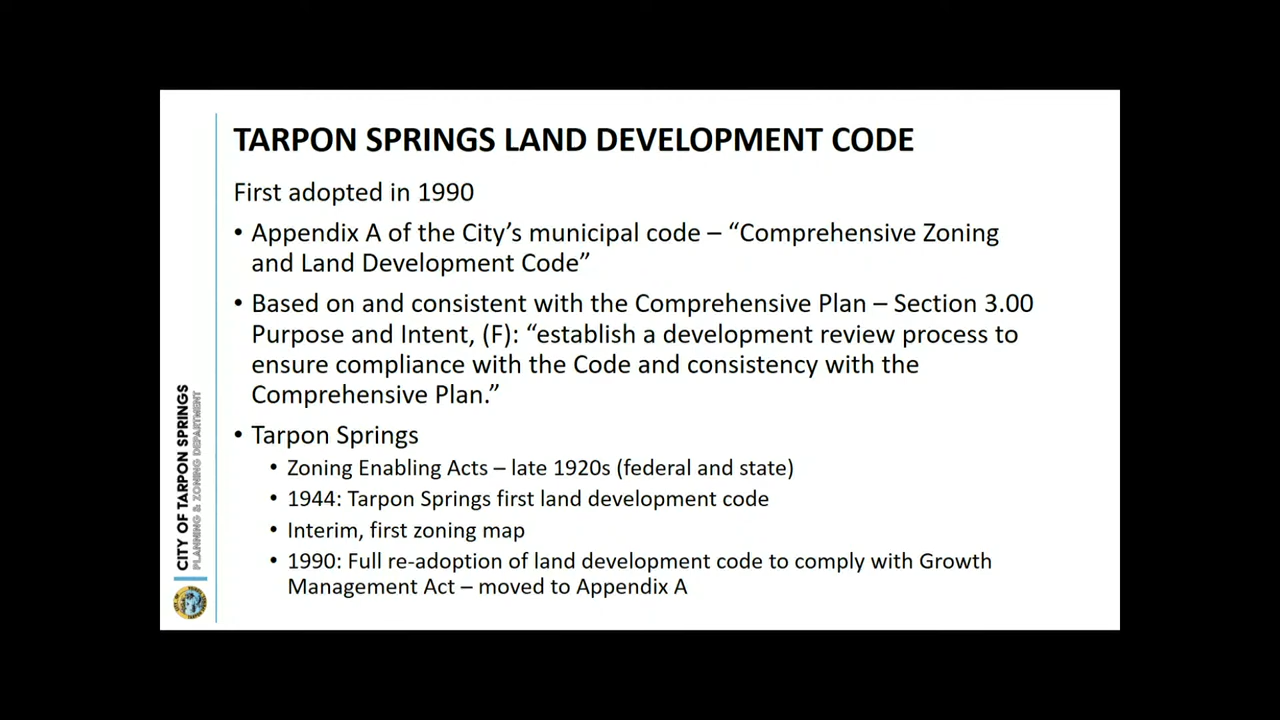 TARPON SPRINGS LAND DEVELOPMENT CODE
First adopted in 1990
• Appendix A of the City’s municipal code – “Comprehensive Zoning
and Land Development Code”
• Based on and consistent with the Comprehensive Plan – Section 3.00
Purpose and Intent, (F): “establish a development review process to
ensure compliance with the Code and consistency with the
Comprehensive Plan.”
• Tarpon Springs
• Zoning Enabling Acts – late 1920s (federal and state)
• 1944: Tarpon Springs first land development code
• Interim, first zoning map
• 1990: Full re-adoption of land development code to comply with Growth
Management Act – moved to Appendix A
CITY OF TARPON SPRINGS
PLANNING & ZONING DEPARTMENT